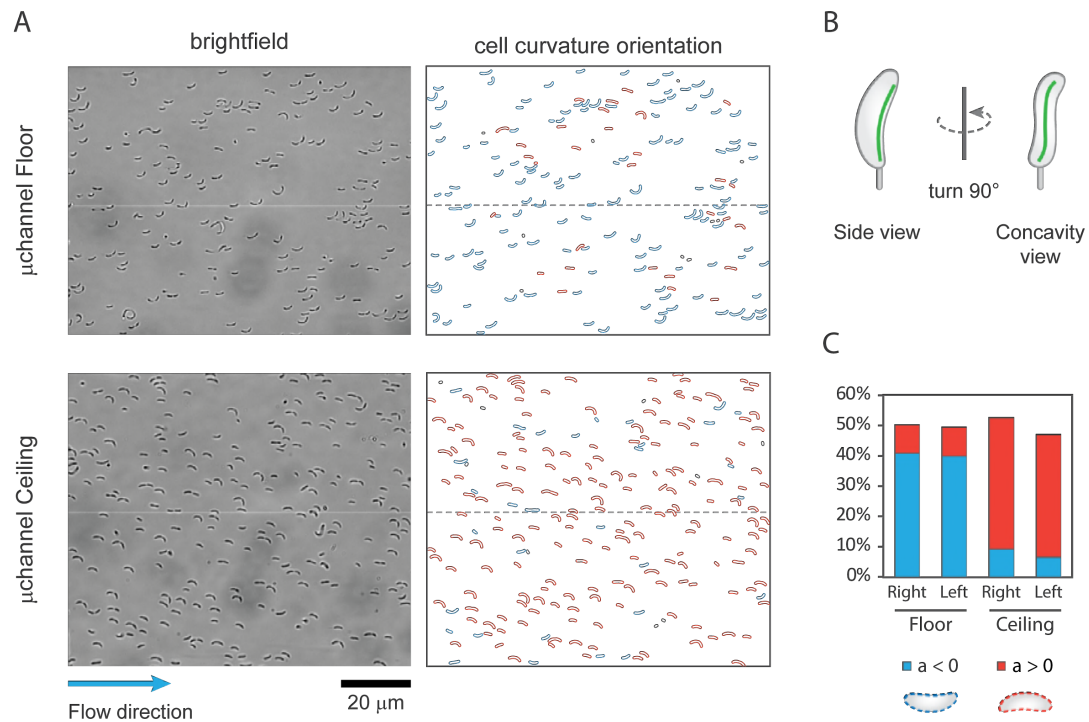 A
brightfield
cell curvature orientation
μchannel Floor
μchannel Ceiling
Flow direction
20 μm
B
turn 90°
Side view
Concavity
view
C
60%
50%
40%
30%
20%
10%
0%
Right Left Right Left
Floor Ceiling
a < 0 a > 0